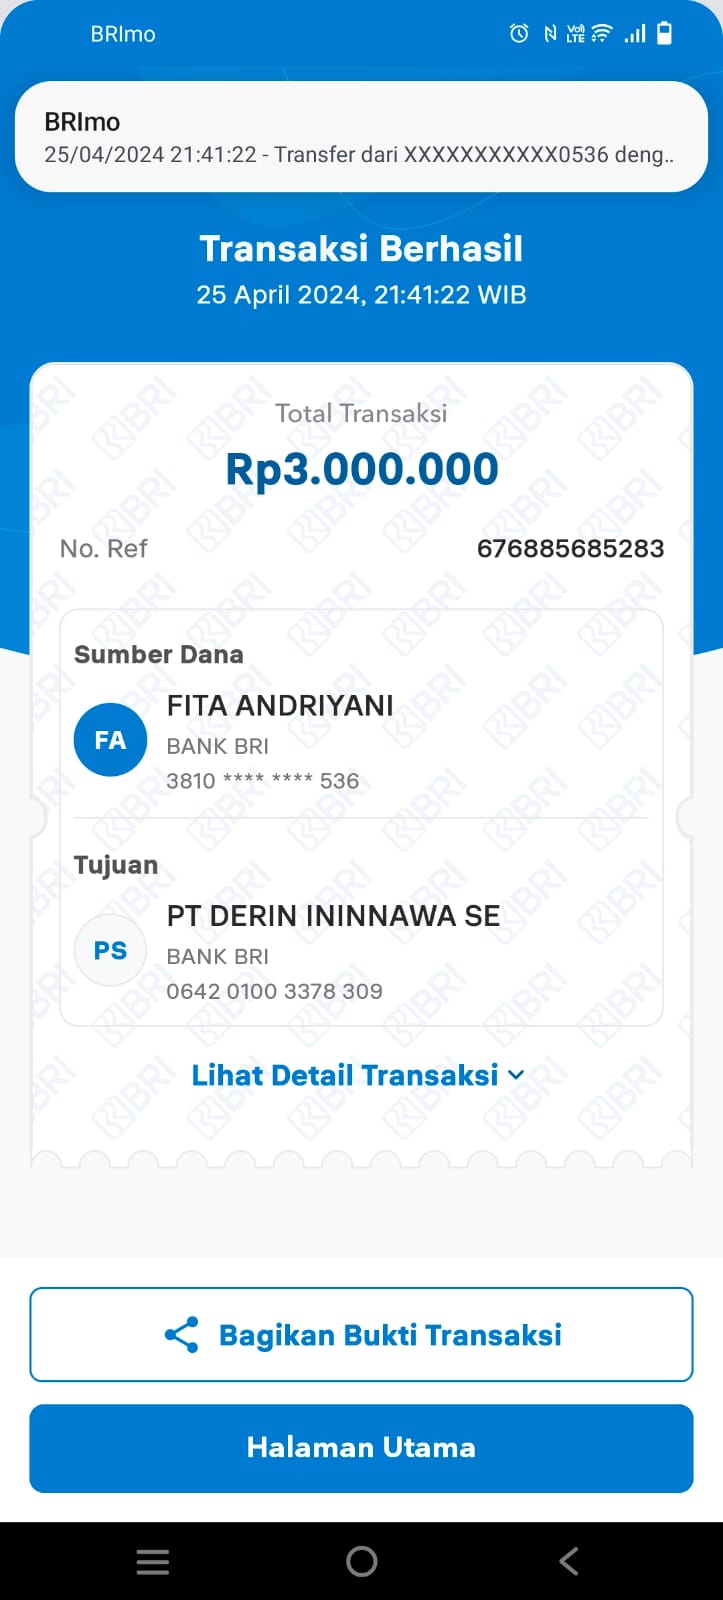 BRImo
BRImo
25/04/2024 21:41:22 - Transfer dari XXXXXXXXXXX0536 deng..
Transaksi Berhasil
25 April 2024, 21:41:22 WIB
Total Transaksi
Rp3.000.000
No. Ref 676885685283
Sumber Dana
FA
FITA ANDRIYANI
BANK BRI
3810 **** **** 536
Tujuan
PS
PT DERIN ININNAWA SE
BANK BRI
0642 0100 3378 309
Lihat Detail Transaksi
Bagikan Bukti Transaksi
Halaman Utama